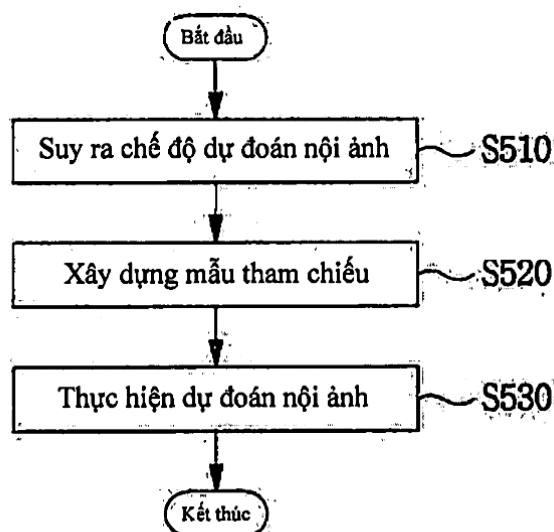 Bắt đầu
Suy ra chế độ dự đoán nội ảnh
S510
Xây dựng mẫu tham chiếu
S520
Thực hiện dự đoán nội ảnh
S530
Kết thúc